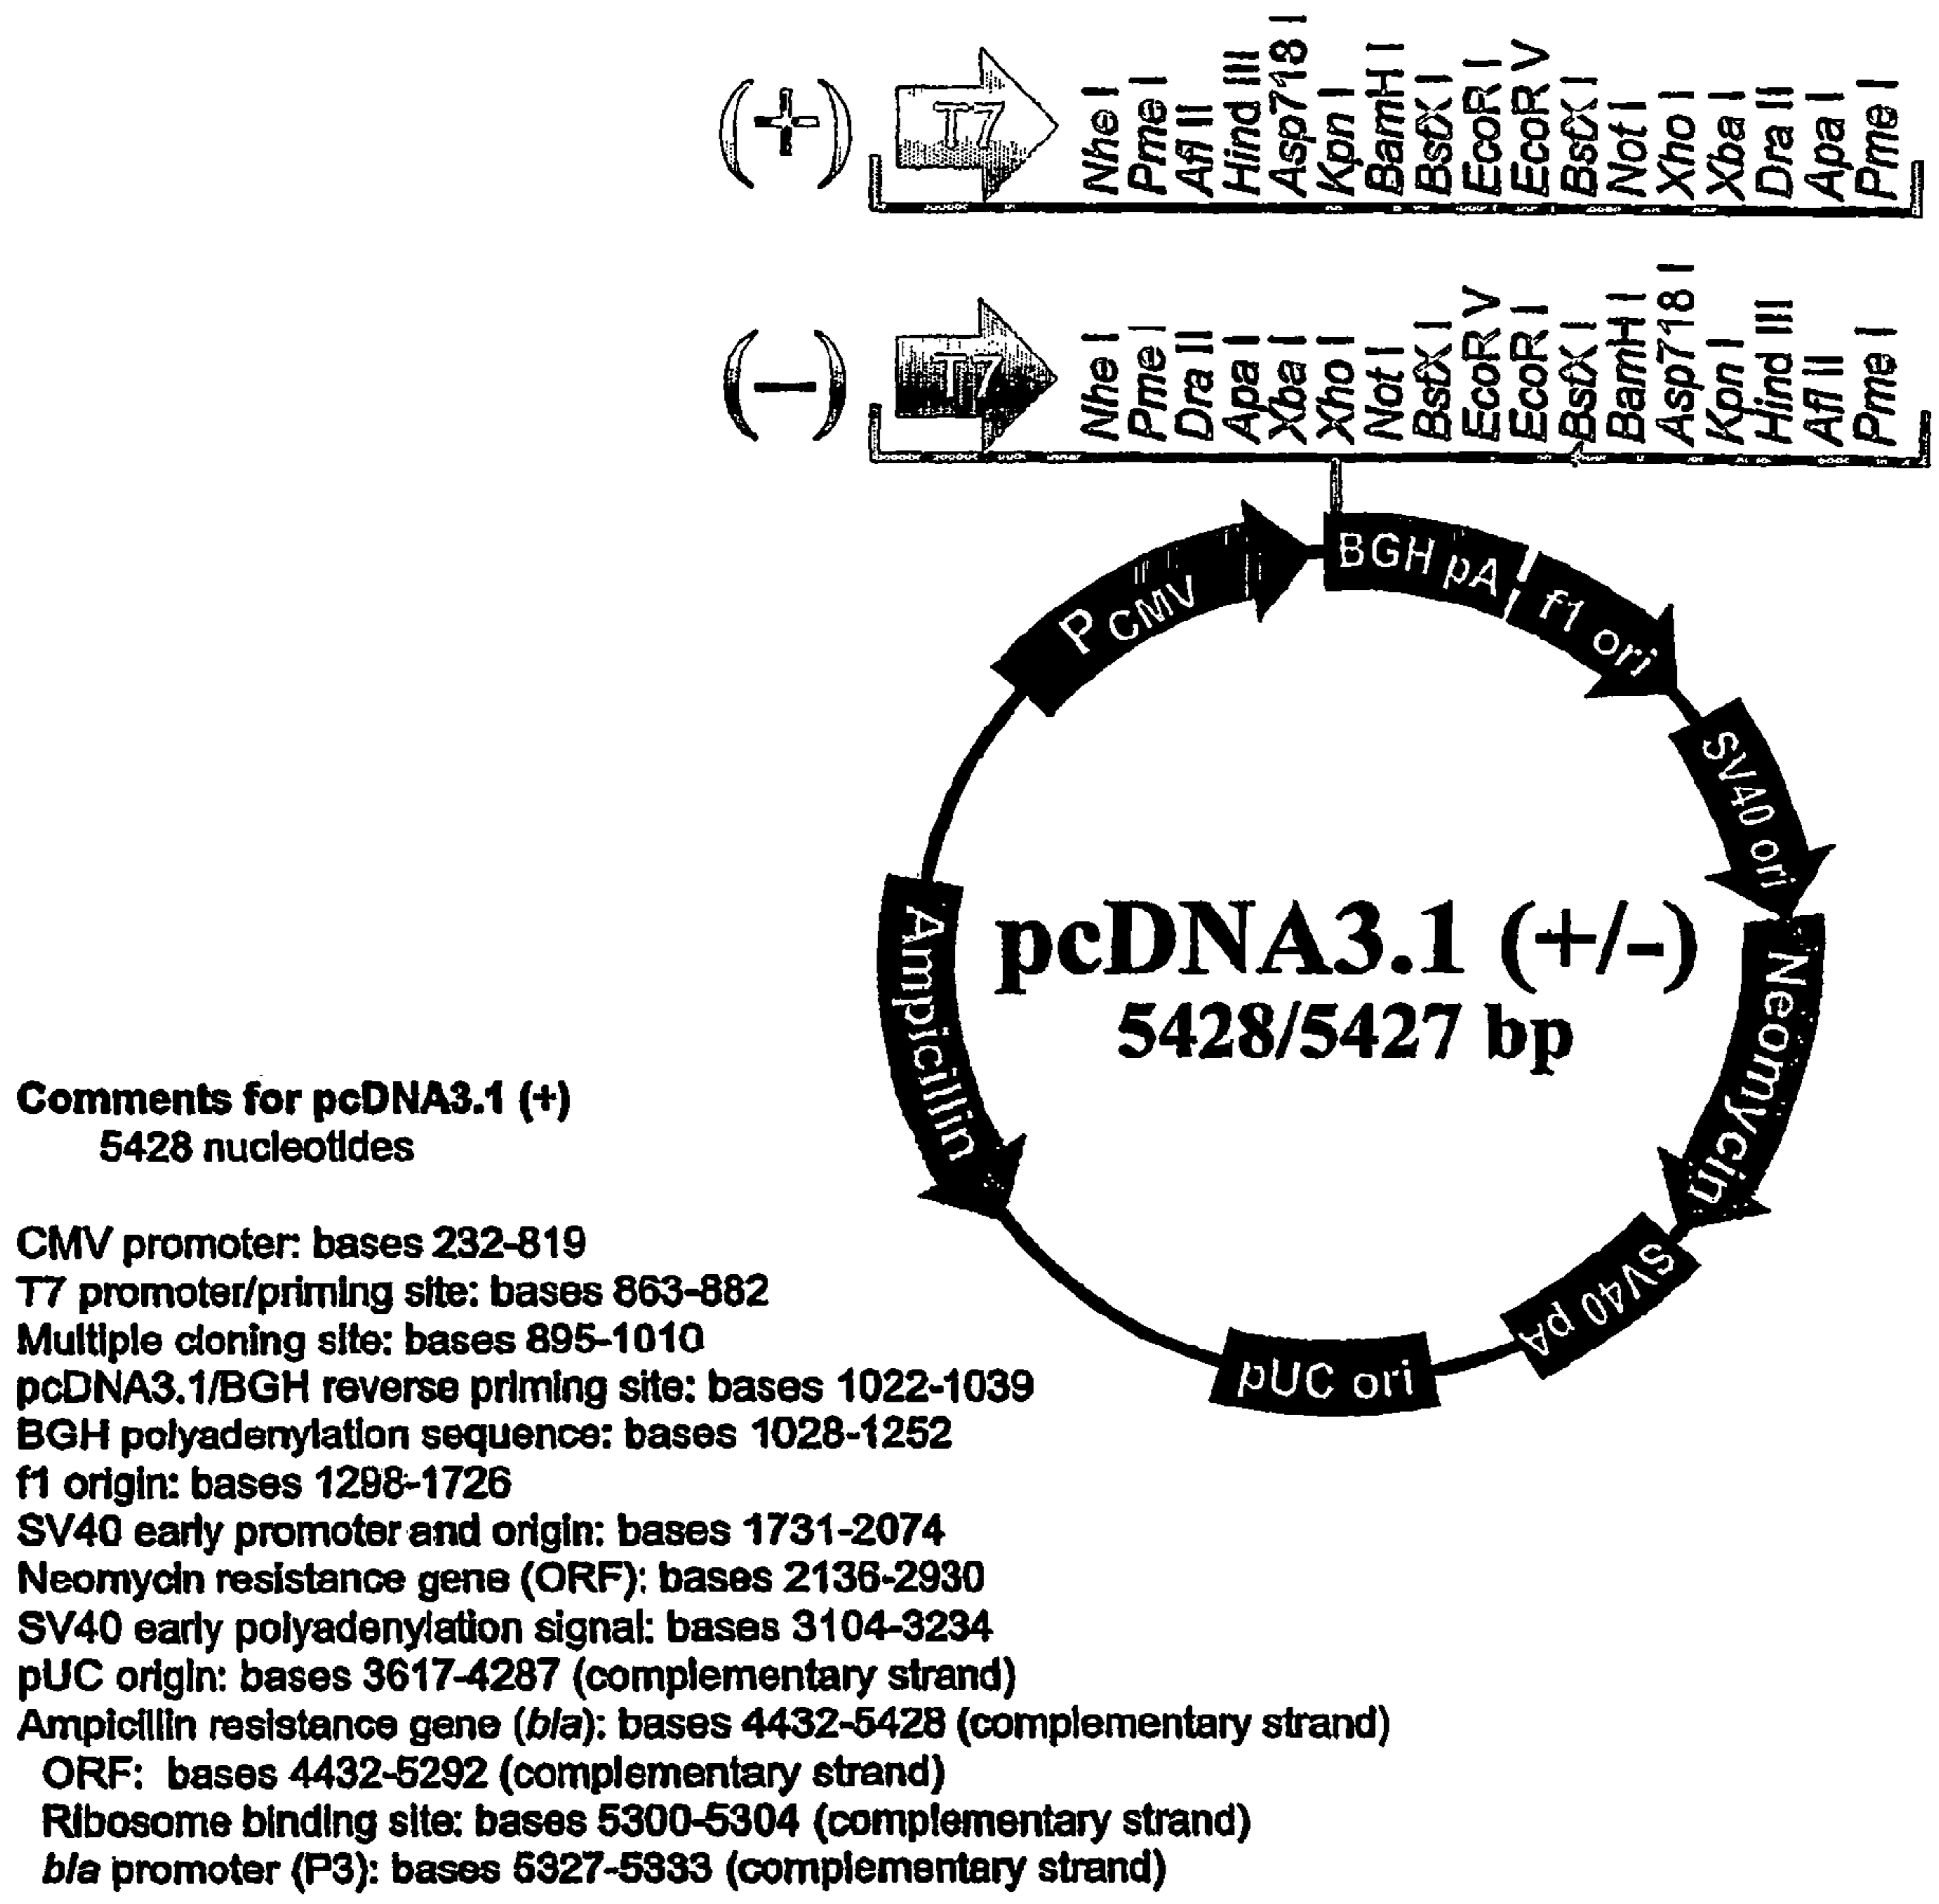 (+) T7 Nhe I Pme I Afl II Hind III Asp718 I Kpn I BamH I BstX I EcoR I EcoR V BstX I Not I Xho I Xba I Dra II Apa I Pme I
(−) T7 Nhe I Pme I Dra II Apa I Xba I Xho I Not I BstX I EcoR V EcoR I BstX I BamH I Asp718 I Kpn I Hind III Afl II Pme I
P CMV
BGH pA
f1 ori
SV40 ori
Neomycin
SV40 pA
pUC ori
Ampicillin
pcDNA3.1 (+/-)
5428/5427 bp
Comments for pcDNA3.1 (+)
5428 nucleotides
CMV promoter: bases 232-819
T7 promoter/priming site: bases 863-882
Multiple cloning site: bases 895-1010
pcDNA3.1/BGH reverse priming site: bases 1022-1039
BGH polyadenylation sequence: bases 1028-1252
f1 origin: bases 1298-1726
SV40 early promoter and origin: bases 1731-2074
Neomycin resistance gene (ORF): bases 2136-2930
SV40 early polyadenylation signal: bases 3104-3234
pUC origin: bases 3617-4287 (complementary strand)
Ampicillin resistance gene (bla): bases 4432-5428 (complementary strand)
ORF: bases 4432-5292 (complementary strand)
Ribosome binding site: bases 5300-5304 (complementary strand)
bla promoter (P3): bases 5327-5333 (complementary strand)